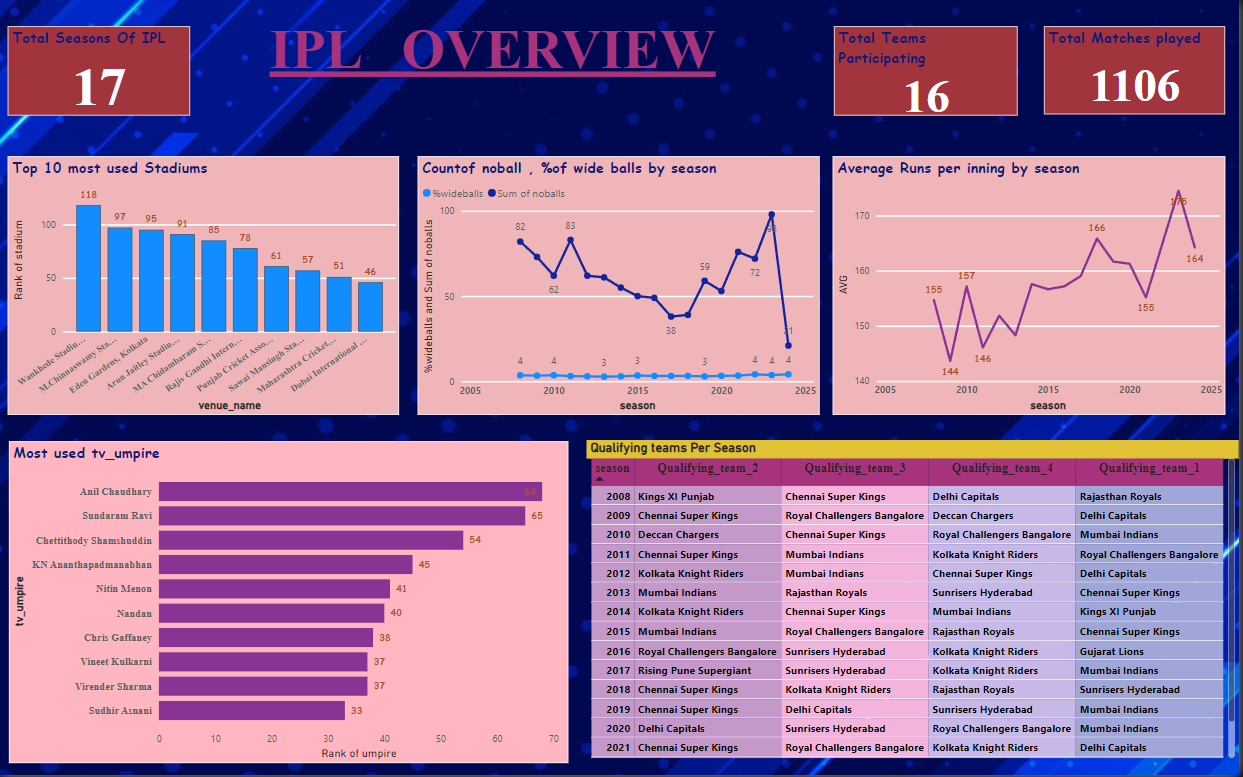 Total Seasons Of IPL
17
IPL OVERVIEW
Total Teams
Participating
16
Total Matches played
1106
Top 10 most used Stadiums
Rank of stadium
100
50
0
118
97
95
91
85
78
61
57
51
46
Wankhede Stadiu...
M.Chinnaswamy Sta...
Eden Gardens, Kolkata
Arun Jaitley Stadiu...
MA Chidambaram S...
Rajiv Gandhi Intern...
Punjab Cricket Asso...
Sawai Mansingh Sta...
Maharashtra Cricket...
Dubai International ...
venue_name
Countof noball , %of wide balls by season
%wideballs Sum of noballs
%wideballs and Sum of noballs
100
50
0
82
62
83
38
59
72
98
21
4
4
3
3
3
4
4
4
2005 2010 2015 2020 2025
season
Average Runs per inning by season
AVG
170
160
150
140
155
144
157
146
166
155
175
164
2005 2010 2015 2020 2025
season
Most used tv_umpire
tv_umpire
Anil Chaudhary 68
Sundaram Ravi 65
Chettithody Shamshuddin 54
KN Ananthapadmanabhan 45
Nitin Menon 41
Nandan 40
Chris Gaffaney 38
Vineet Kulkarni 37
Virender Sharma 37
Sudhir Asnani 33
0 10 20 30 40 50 60 70
Rank of umpire
Qualifying teams Per Season
season Qualifying_team_2 Qualifying_team_3 Qualifying_team_4 Qualifying_team_1
2008 Kings XI Punjab Chennai Super Kings Delhi Capitals Rajasthan Royals
2009 Chennai Super Kings Royal Challengers Bangalore Deccan Chargers Delhi Capitals
2010 Deccan Chargers Chennai Super Kings Royal Challengers Bangalore Mumbai Indians
2011 Chennai Super Kings Mumbai Indians Kolkata Knight Riders Royal Challengers Bangalore
2012 Kolkata Knight Riders Mumbai Indians Chennai Super Kings Delhi Capitals
2013 Mumbai Indians Rajasthan Royals Sunrisers Hyderabad Chennai Super Kings
2014 Kolkata Knight Riders Chennai Super Kings Mumbai Indians Kings XI Punjab
2015 Mumbai Indians Royal Challengers Bangalore Rajasthan Royals Chennai Super Kings
2016 Royal Challengers Bangalore Sunrisers Hyderabad Kolkata Knight Riders Gujarat Lions
2017 Rising Pune Supergiant Sunrisers Hyderabad Kolkata Knight Riders Mumbai Indians
2018 Chennai Super Kings Kolkata Knight Riders Rajasthan Royals Sunrisers Hyderabad
2019 Chennai Super Kings Delhi Capitals Sunrisers Hyderabad Mumbai Indians
2020 Delhi Capitals Sunrisers Hyderabad Royal Challengers Bangalore Mumbai Indians
2021 Chennai Super Kings Royal Challengers Bangalore Kolkata Knight Riders Delhi Capitals